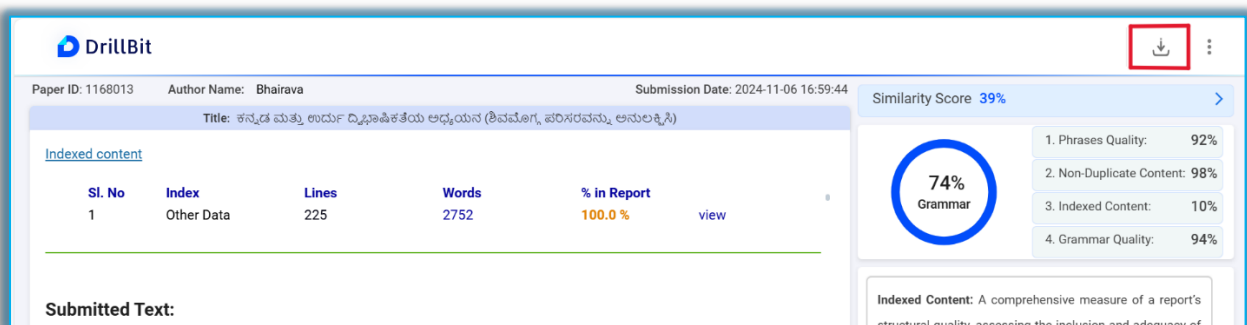 DrillBit
Paper ID: 1168013 Author Name: Bhairava Submission Date: 2024-11-06 16:59:44
Title: ಕನ್ನಡ ಮತ್ತು ಉರ್ದು ದ್ವಿಭಾಷಿಕತೆಯ ಅಧ್ಯಯನ (ಶಿವಮೊಗ್ಗ ಪರಿಸರವನ್ನು ಅನುಲಕ್ಷಿಸಿ)
Indexed content
Sl. No Index Lines Words % in Report
1 Other Data 225 2752 100.0 % view
Submitted Text:
Similarity Score 39%
74%
Grammar
1. Phrases Quality: 92%
2. Non-Duplicate Content: 98%
3. Indexed Content: 10%
4. Grammar Quality: 94%
Indexed Content: A comprehensive measure of a report's
structural quality, assessing the inclusion and adequacy of